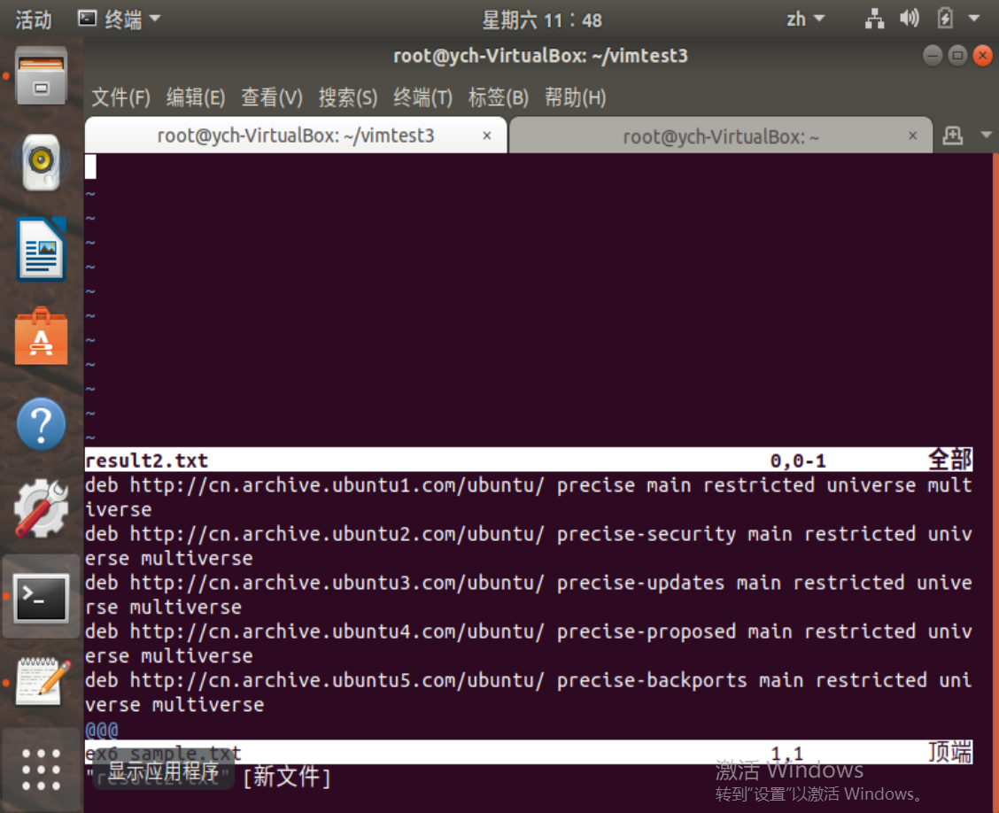 活动 终端 星期六 11：48 zh
root@ych-VirtualBox: ~/vimtest3
文件(F) 编辑(E) 查看(V) 搜索(S) 终端(T) 标签(B) 帮助(H)
root@ych-VirtualBox: ~/vimtest3 × root@ych-VirtualBox: ~ ×
~
~
~
~
~
~
~
~
~
~
~
result2.txt 0,0-1 全部
deb http://cn.archive.ubuntu1.com/ubuntu/ precise main restricted universe mult
iverse
deb http://cn.archive.ubuntu2.com/ubuntu/ precise-security main restricted univ
erse multiverse
deb http://cn.archive.ubuntu3.com/ubuntu/ precise-updates main restricted unive
rse multiverse
deb http://cn.archive.ubuntu4.com/ubuntu/ precise-proposed main restricted univ
erse multiverse
deb http://cn.archive.ubuntu5.com/ubuntu/ precise-backports main restricted uni
verse multiverse
@@@
ex6_sample.txt 1,1 顶端
"result2.txt" [新文件]
显示应用程序
激活 Windows
转到“设置”以激活 Windows。